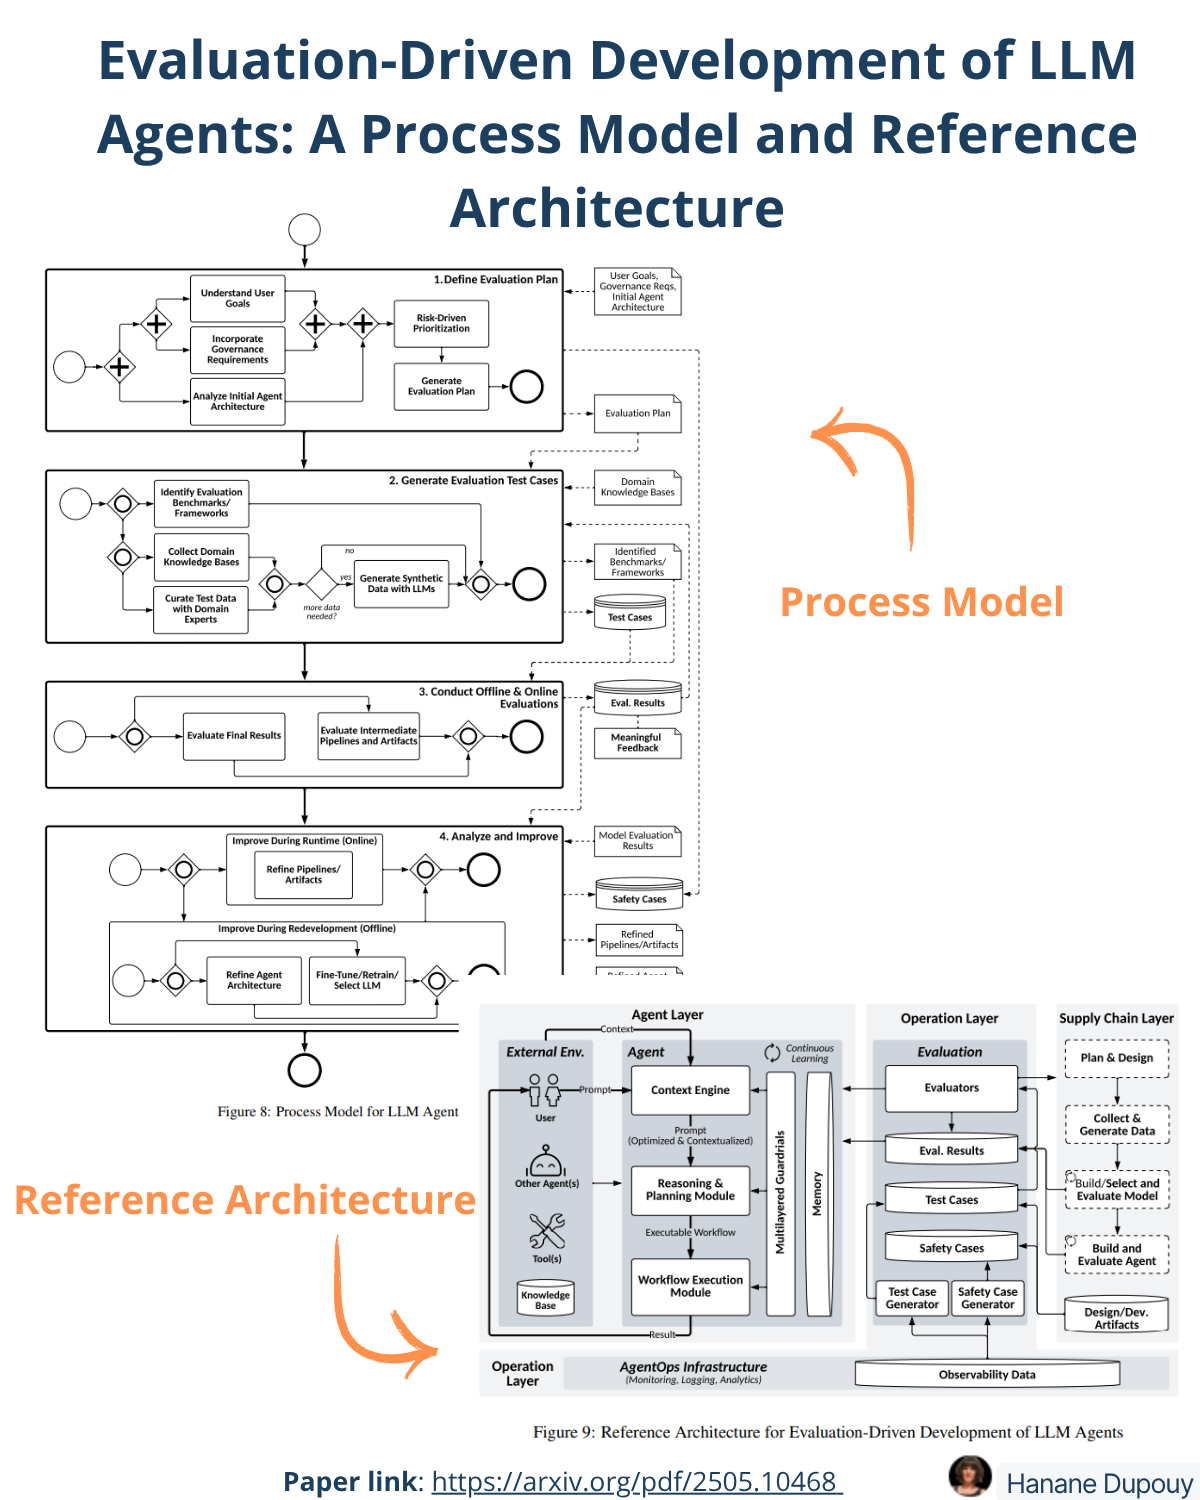 Evaluation-Driven Development of LLM
Agents: A Process Model and Reference
Architecture
1.Define Evaluation Plan
Understand User
Goals
Incorporate
Governance
Requirements
Analyze Initial Agent
Architecture
Risk-Driven
Prioritization
Generate
Evaluation Plan
User Goals,
Governance Reqs,
Initial Agent
Architecture
Evaluation Plan
2. Generate Evaluation Test Cases
Identify Evaluation
Benchmarks/
Frameworks
Collect Domain
Knowledge Bases
Curate Test Data
with Domain
Experts
no
yes
more data
needed?
Generate Synthetic
Data with LLMs
Domain
Knowledge Bases
Identified
Benchmarks/
Frameworks
Test Cases
Process Model
3. Conduct Offline & Online
Evaluations
Evaluate Final Results
Evaluate Intermediate
Pipelines and Artifacts
Eval. Results
Meaningful
Feedback
4. Analyze and Improve
Improve During Runtime (Online)
Refine Pipelines/
Artifacts
Improve During Redevelopment (Offline)
Refine Agent
Architecture
Fine-Tune/Retrain/
Select LLM
Model Evaluation
Results
Safety Cases
Refined
Pipelines/Artifacts
Figure 8: Process Model for LLM Agent
Reference Architecture
Agent Layer
Context
External Env.
User
Other Agent(s)
Tool(s)
Knowledge
Base
Prompt
Agent
Continuous
Learning
Context Engine
Prompt
(Optimized & Contextualized)
Reasoning &
Planning Module
Executable Workflow
Workflow Execution
Module
Result
Multilayered Guardrials
Memory
Operation Layer
Evaluation
Evaluators
Eval. Results
Test Cases
Safety Cases
Test Case
Generator
Safety Case
Generator
Supply Chain Layer
Plan & Design
Collect &
Generate Data
Build/Select and
Evaluate Model
Build and
Evaluate Agent
Design/Dev.
Artifacts
Operation
Layer
AgentOps Infrastructure
(Monitoring, Logging, Analytics)
Observability Data
Figure 9: Reference Architecture for Evaluation-Driven Development of LLM Agents
Paper link: https://arxiv.org/pdf/2505.10468
Hanane Dupouy